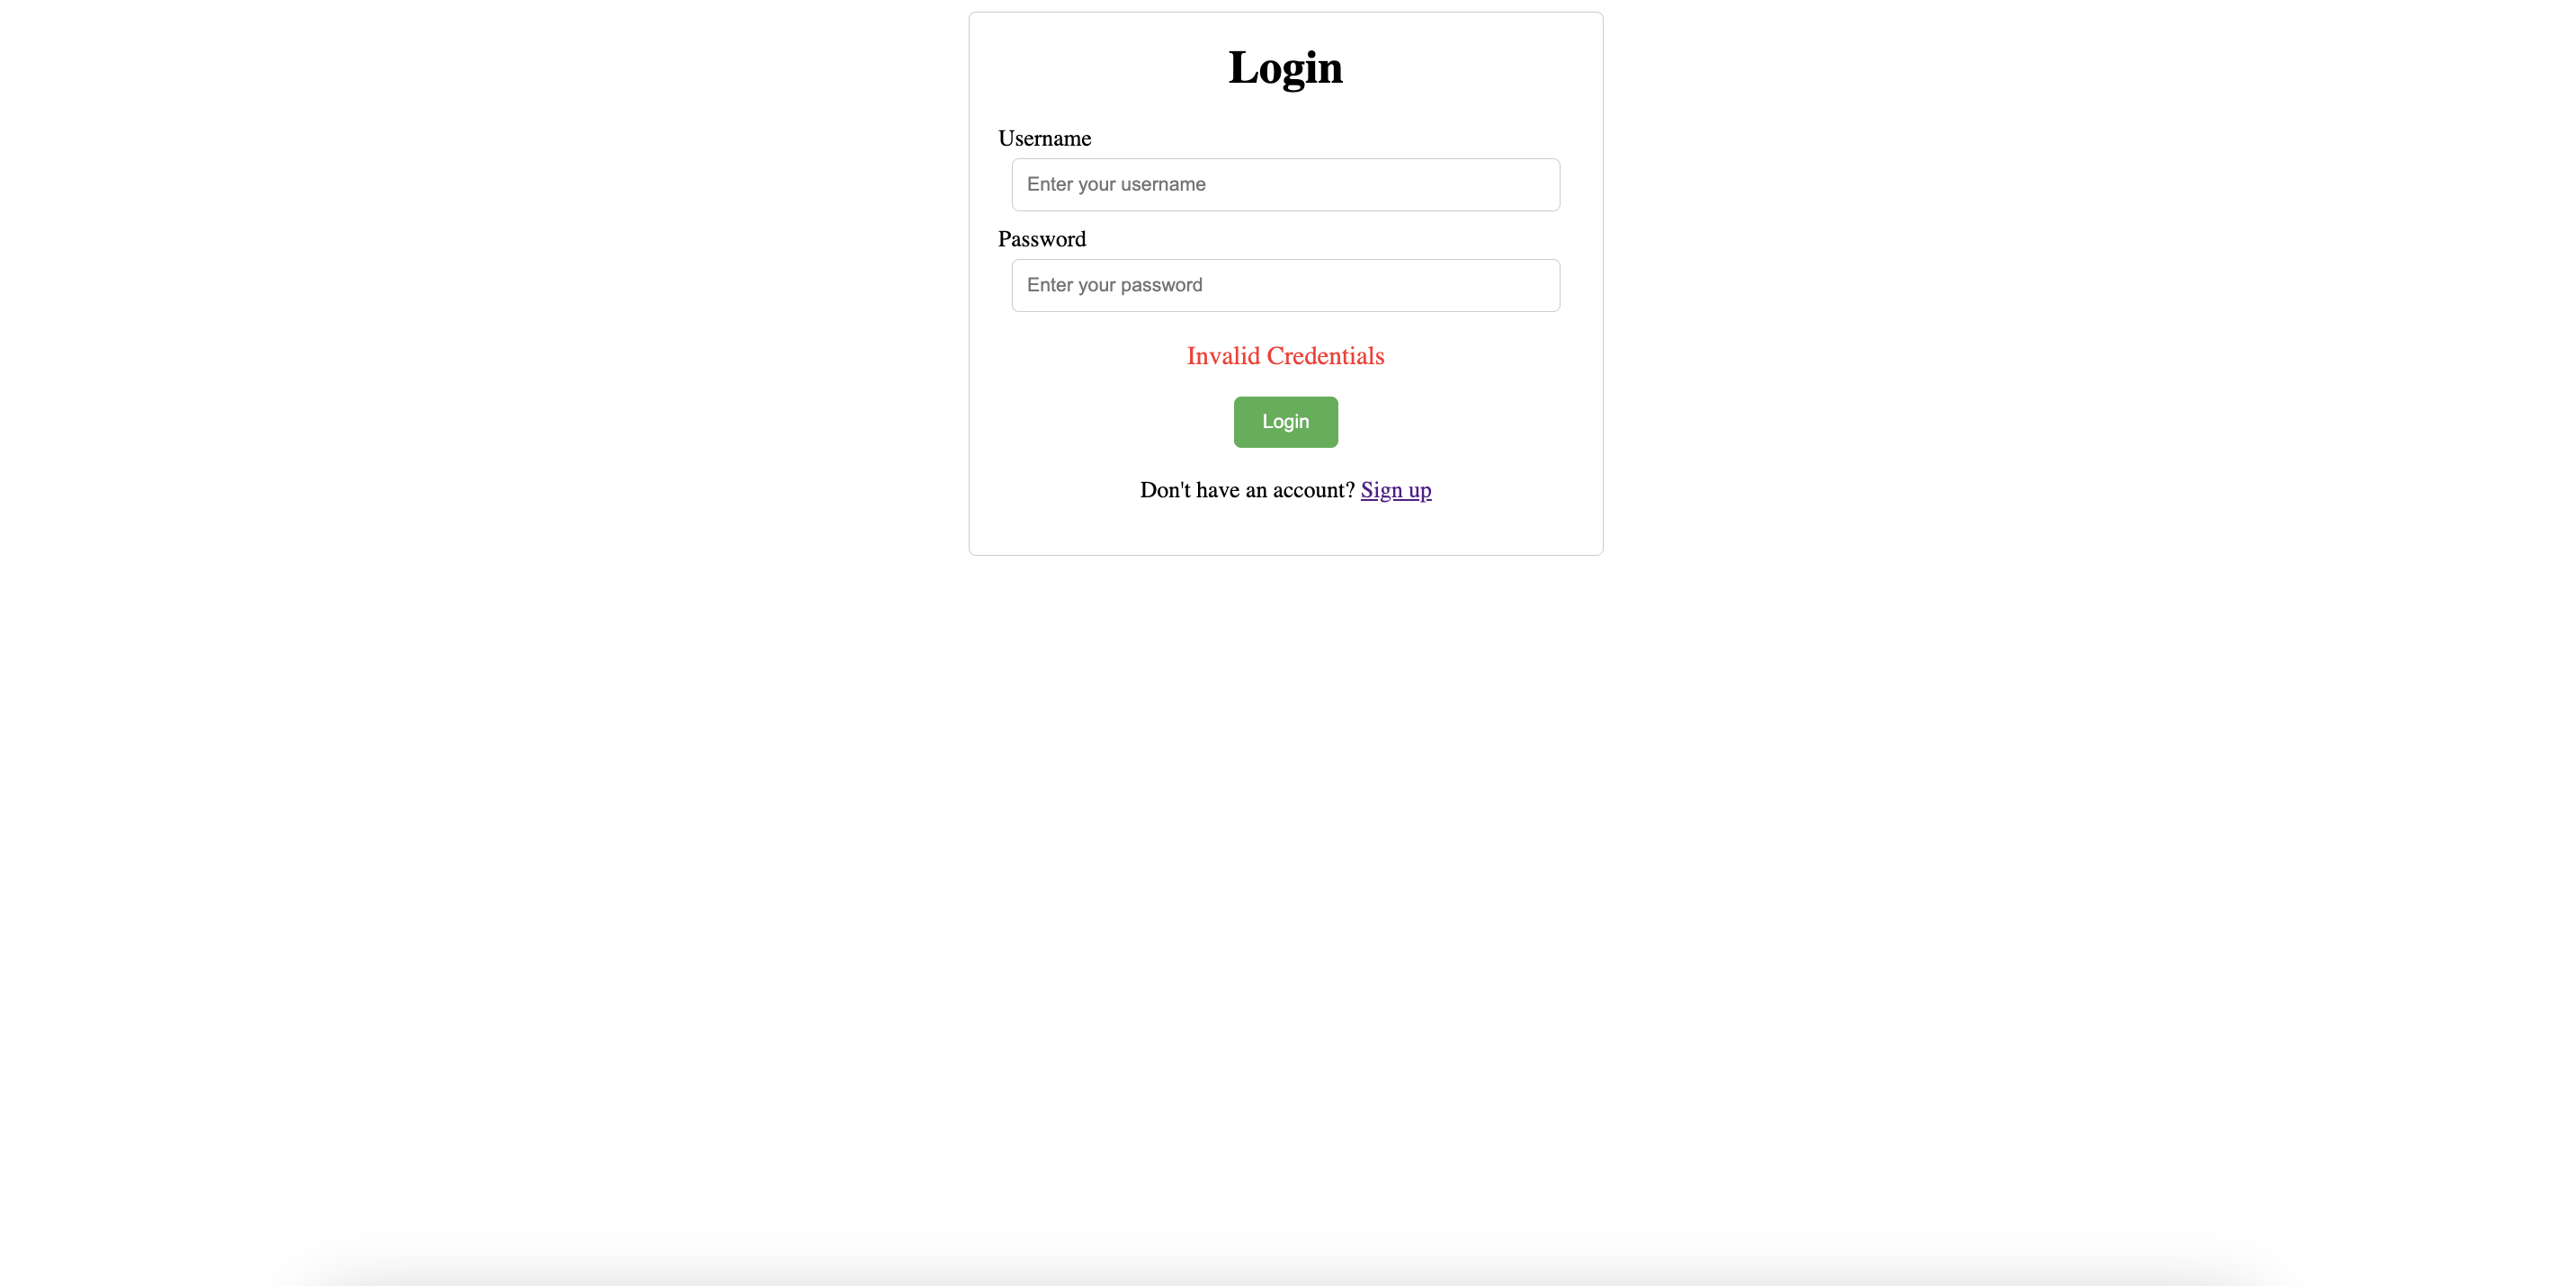 Login
Username
Enter your username
Password
Enter your password
Invalid Credentials
Login
Don't have an account? Sign up